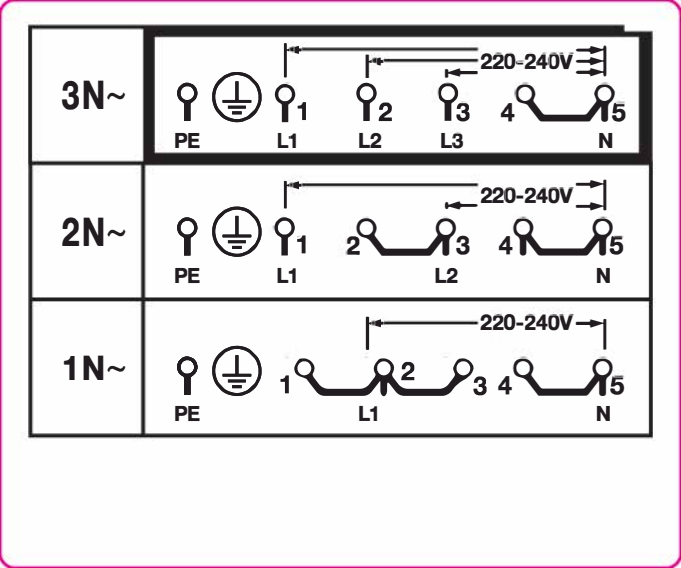 220-240V
3N~ 1 2 3 4 5
PE L1 L2 L3 N
220-240V
2N~ 1 2 3 4 5
PE L1 L2 N
220-240V
1N~ 1 2 3 4 5
PE L1 N